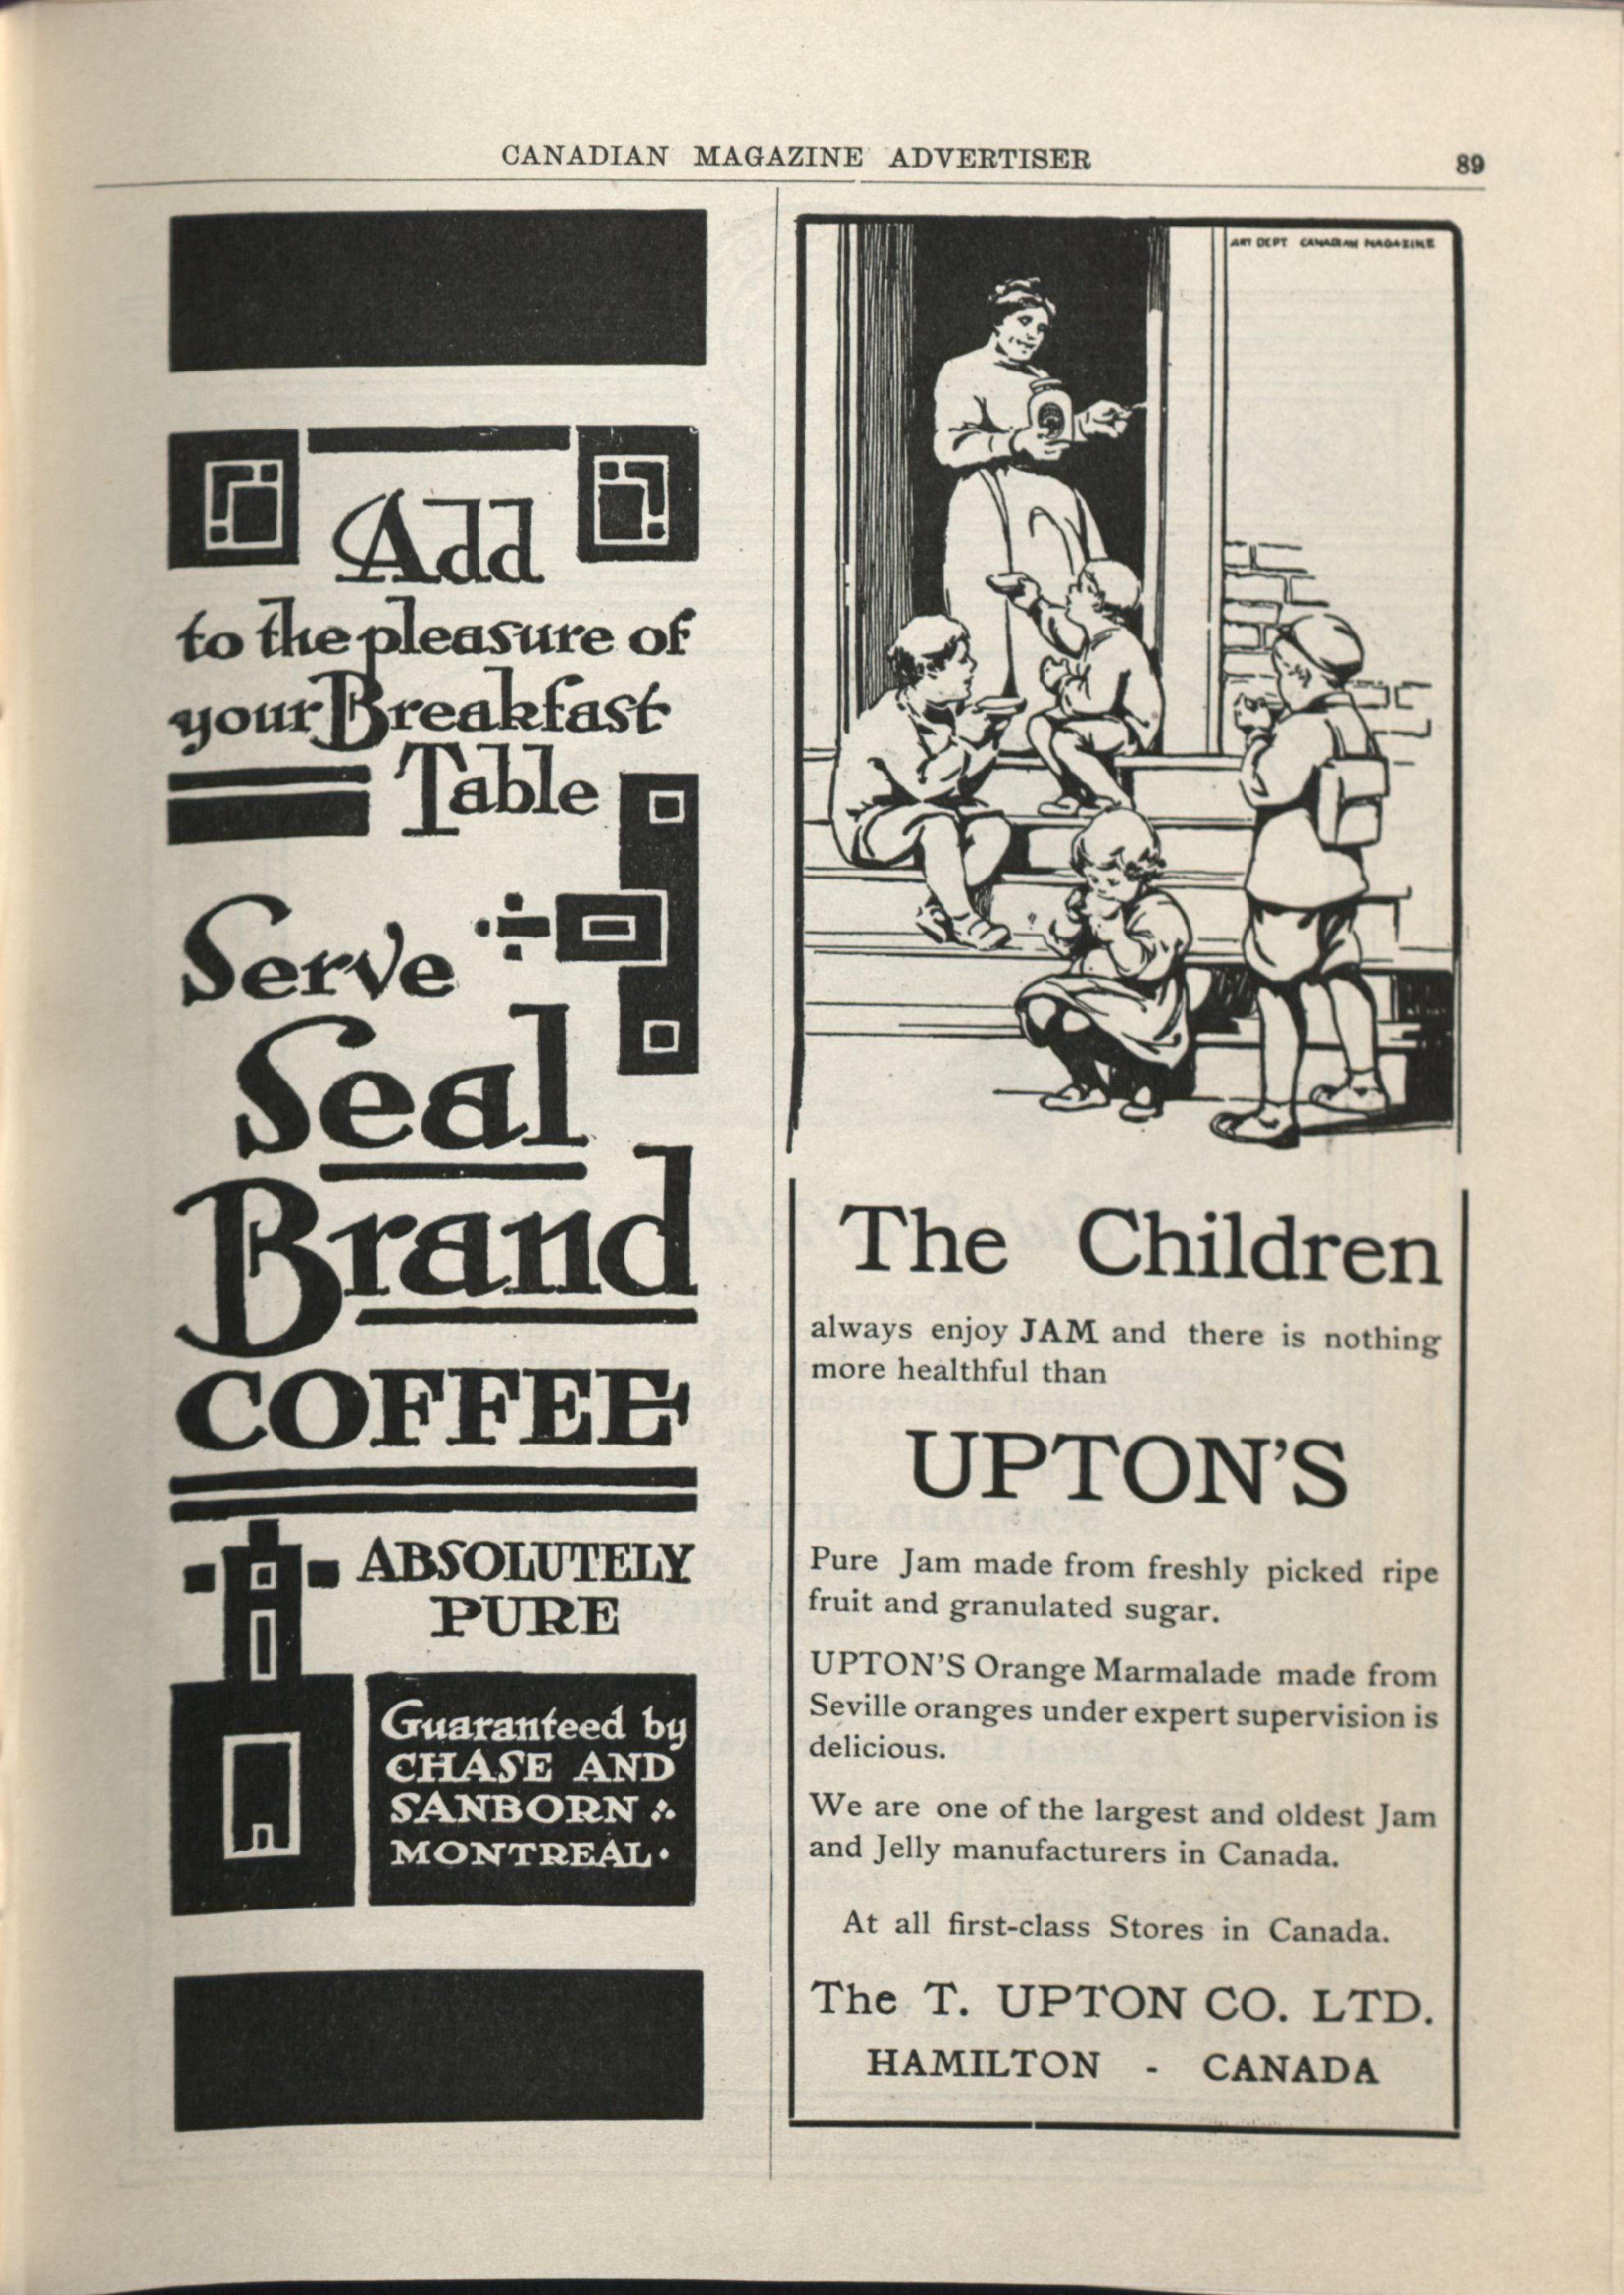 CANADIAN MAGAZINE ADVERTISER
89
Add
to the pleasure of
your Breakfast
Table
Serve
Seal
Brand
COFFEE
ABSOLUTELY
PURE
Guaranteed by
CHASE AND
SANBORN
MONTREAL
ART DEPT CANADIAN MAGAZINE
The Children
always enjoy JAM and there is nothing
more healthful than
UPTON'S
Pure Jam made from freshly picked ripe
fruit and granulated sugar.
UPTON'S Orange Marmalade made from
Seville oranges under expert supervision is
delicious.
We are one of the largest and oldest Jam
and Jelly manufacturers in Canada.
At all first-class Stores in Canada.
The T. UPTON CO. LTD.
HAMILTON - CANADA